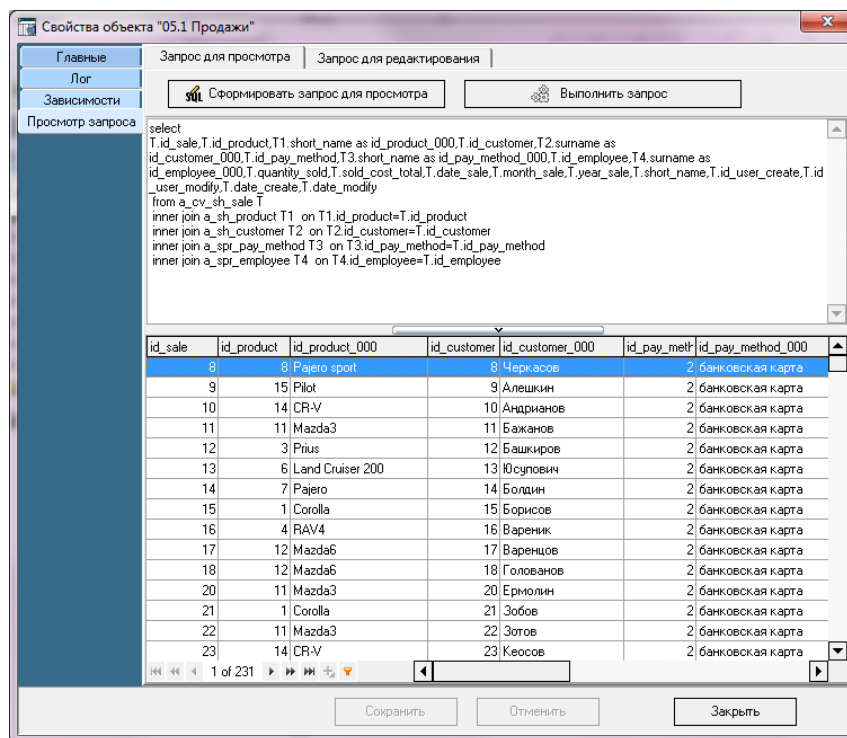 Свойства объекта "05.1 Продажи"
Главные
Лог
Зависимости
Просмотр запроса
Запрос для просмотра
Запрос для редактирования
SQL Сформировать запрос для просмотра
Выполнить запрос
select
T.id_sale,T.id_product,T1.short_name as id_product_000,T.id_customer,T2.surname as
id_customer_000,T.id_pay_method,T3.short_name as id_pay_method_000,T.id_employee,T4.surname as
id_employee_000,T.quantity_sold,T.sold_cost_total,T.date_sale,T.month_sale,T.year_sale,T.short_name,T.id_user_create,T.id
_user_modify,T.date_create,T.date_modify
from a_cv_sh_sale T
inner join a_sh_product T1 on T1.id_product=T.id_product
inner join a_sh_customer T2 on T2.id_customer=T.id_customer
inner join a_spr_pay_method T3 on T3.id_pay_method=T.id_pay_method
inner join a_spr_employee T4 on T4.id_employee=T.id_employee
id_sale id_product id_product_000 id_customer id_customer_000 id_pay_meth id_pay_method_000
8 8 Pajero sport 8 Черкасов 2 банковская карта
9 15 Pilot 9 Алешкин 2 банковская карта
10 14 CR-V 10 Андрианов 2 банковская карта
11 11 Mazda3 11 Бажанов 2 банковская карта
12 3 Prius 12 Башкиров 2 банковская карта
13 6 Land Cruiser 200 13 Юсупович 2 банковская карта
14 7 Pajero 14 Болдин 2 банковская карта
15 1 Corolla 15 Борисов 2 банковская карта
16 4 RAV4 16 Вареник 2 банковская карта
17 12 Mazda6 17 Варенцов 2 банковская карта
18 12 Mazda6 18 Голованов 2 банковская карта
20 11 Mazda3 20 Ермолин 2 банковская карта
21 1 Corolla 21 Зобов 2 банковская карта
22 11 Mazda3 22 Зотов 2 банковская карта
23 14 CR-V 23 Кеосов 2 банковская карта
1 of 231
Сохранить
Отменить
Закрыть